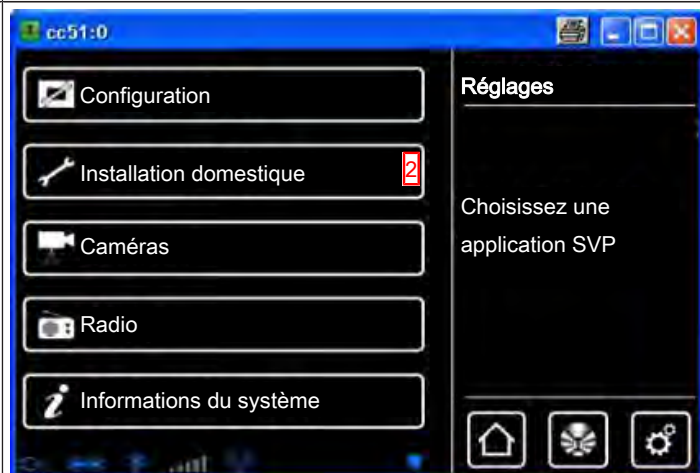 cc51:0
Configuration
Installation domestique 2
Caméras
Radio
Informations du système
Réglages
Choisissez une
application SVP